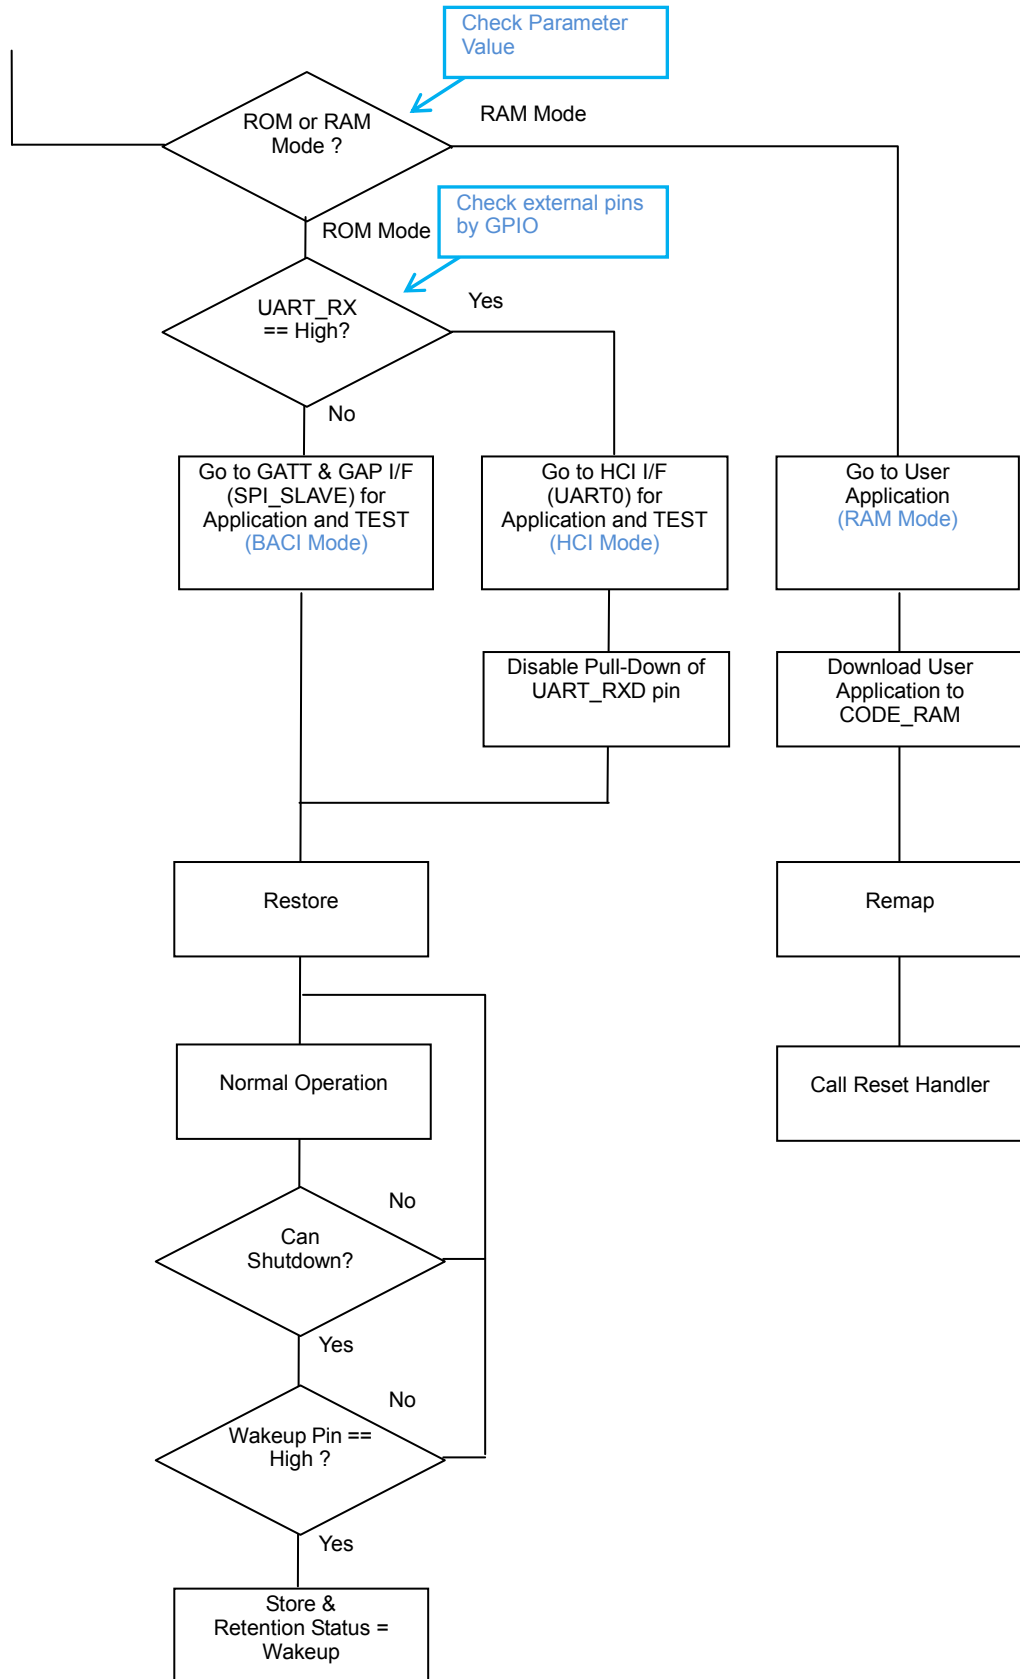 Check Parameter
Value
ROM or RAM
Mode ?
RAM Mode
ROM Mode
Check external pins
by GPIO
UART_RX
== High?
Yes
No
Go to GATT & GAP I/F
(SPI_SLAVE) for
Application and TEST
(BACI Mode)
Go to HCI I/F
(UART0) for
Application and TEST
(HCI Mode)
Go to User
Application
(RAM Mode)
Disable Pull-Down of
UART_RXD pin
Download User
Application to
CODE_RAM
Restore
Remap
Normal Operation
Call Reset Handler
No
Can
Shutdown?
Yes
No
Wakeup Pin ==
High ?
Yes
Store &
Retention Status =
Wakeup